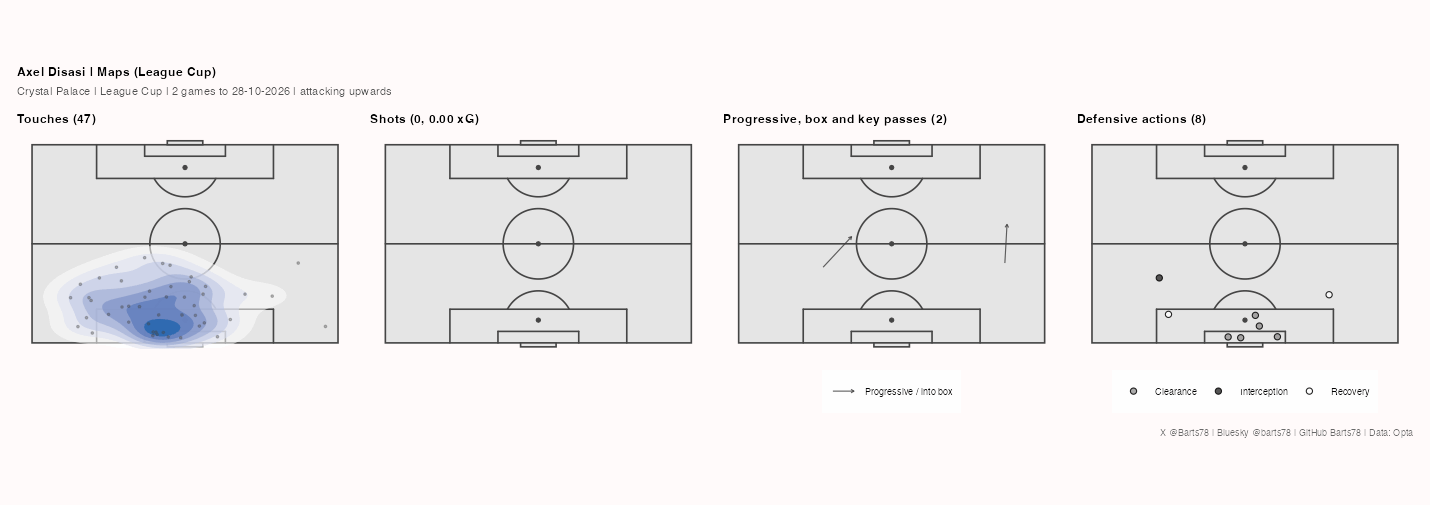 Axel Disasi | Maps (League Cup)
Crystal Palace | League Cup | 2 games to 28-10-2026 | attacking upwards
Touches (47)
Shots (0, 0.00 xG)
Progressive, box and key passes (2)
Defensive actions (8)
Progressive / into box
Clearance
Interception
Recovery
X @Barts78 | Bluesky @barts78 | GitHub Barts78 | Data: Opta